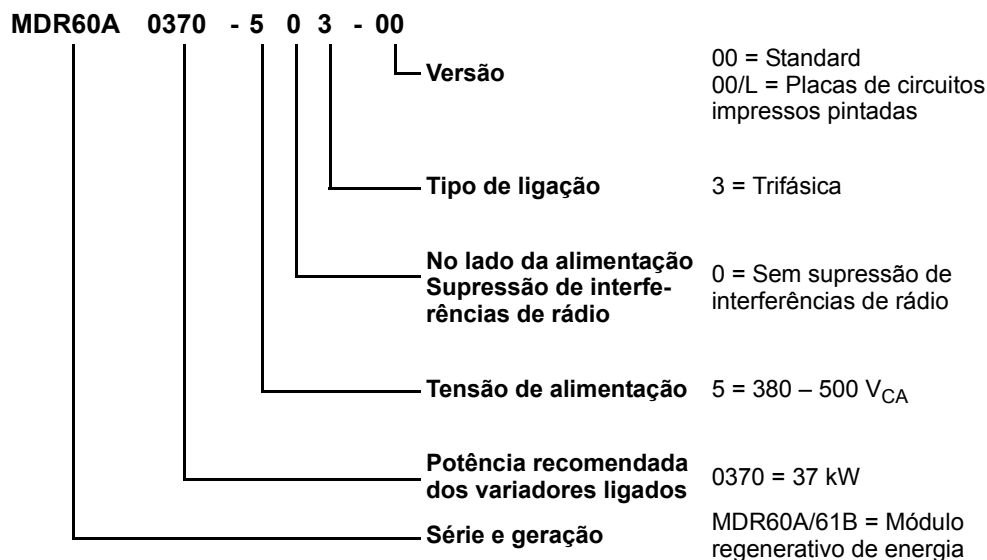 MDR60A 0370 - 5 0 3 - 00
Versão
00 = Standard
00/L = Placas de circuitos
impressos pintadas
Tipo de ligação
3 = Trifásica
No lado da alimentação
Supressão de interfe-
rências de rádio
0 = Sem supressão de
interferências de rádio
Tensão de alimentação
5 = 380 – 500 VCA
Potência recomendada
dos variadores ligados
0370 = 37 kW
Série e geração
MDR60A/61B = Módulo
regenerativo de energia